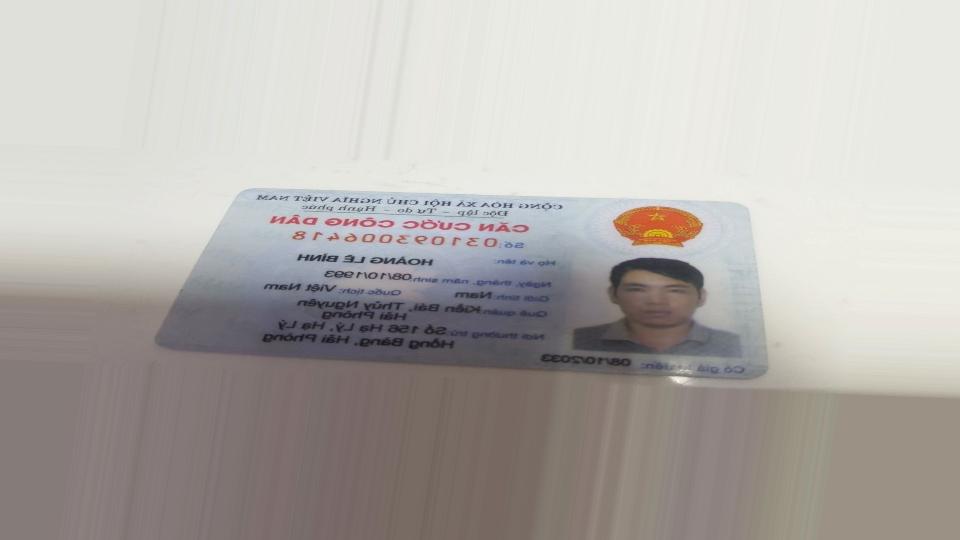 CỘNG HÒA XÃ HỘI CHỦ NGHĨA VIỆT NAM
Độc lập - Tự do - Hạnh phúc
CĂN CƯỚC CÔNG DÂN
Số: 031093006418
Họ và tên: HOÀNG LÊ BÌNH
Ngày, tháng, năm sinh: 08/10/1993
Giới tính: Nam Quốc tịch: Việt Nam
Quê quán: Kiến Bái, Thủy Nguyên
Hải Phòng
Nơi thường trú: Số 156 Hạ Lý, Hạ Lý
Hồng Bàng, Hải Phòng
Có giá trị đến: 08/10/2033